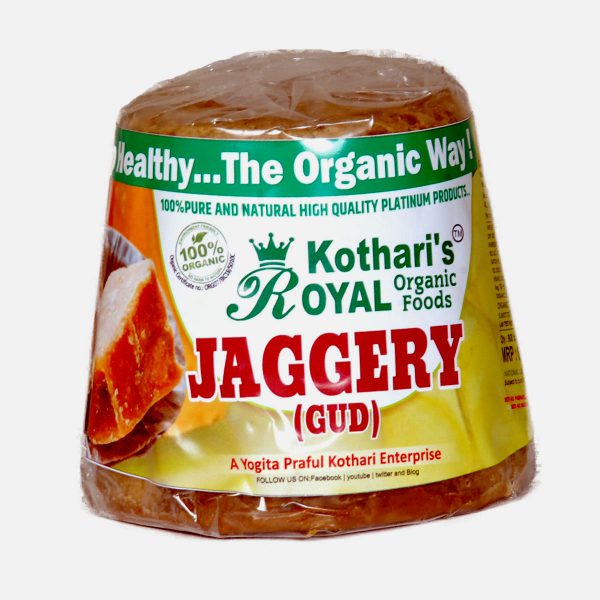 Healthy...The Organic Way!
100%PURE AND NATURAL HIGH QUALITY PLATINUM PRODUCTS..
100%
ORGANIC
Kothari's TM
ROYAL Organic
Foods
JAGGERY
(GUD)
A Yogita Praful Kothari Enterprise
FOLLOW US ON:Facebook | youtube | twitter and Blog
MRP